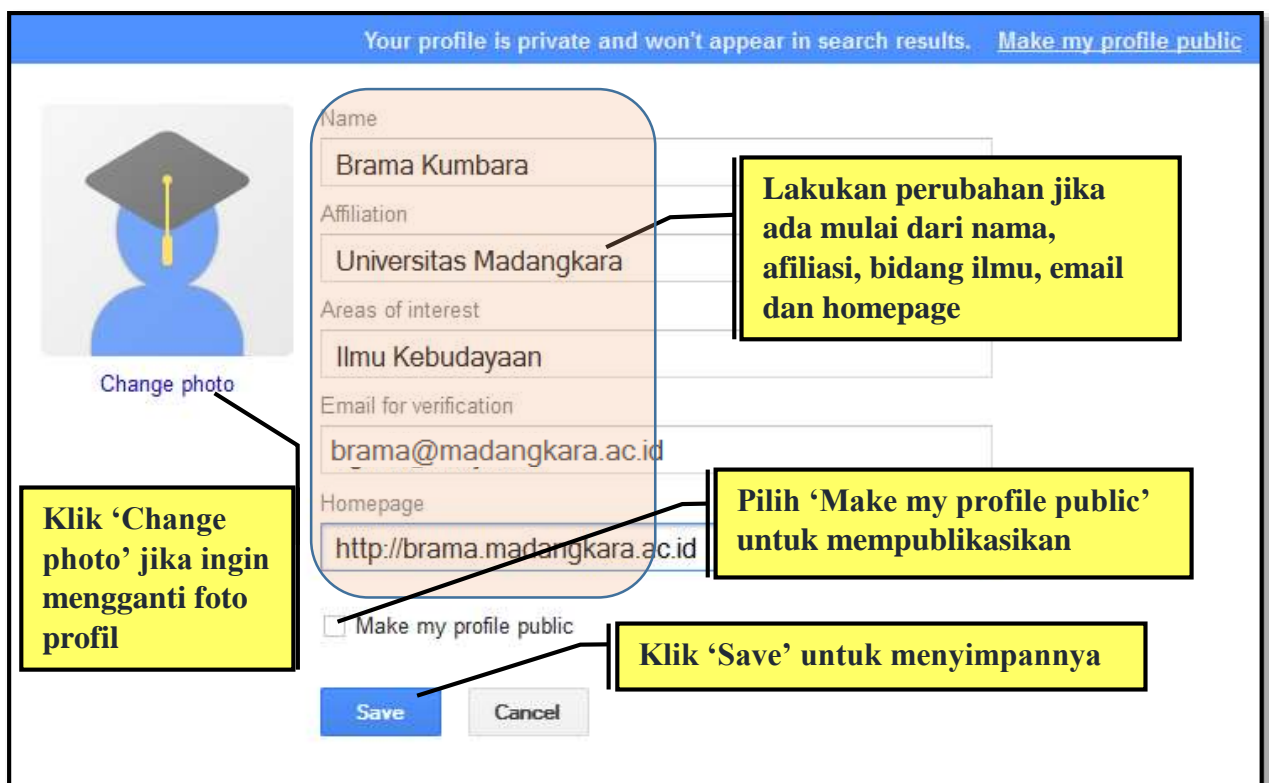 Your profile is private and won't appear in search results. Make my profile public
Name
Brama Kumbara
Affiliation
Universitas Madangkara
Areas of interest
Ilmu Kebudayaan
Email for verification
brama@madangkara.ac.id
Homepage
http://brama.madangkara.ac.id
Make my profile public
Save Cancel
Change photo
Lakukan perubahan jika
ada mulai dari nama,
afiliasi, bidang ilmu, email
dan homepage
Klik ‘Change
photo’ jika ingin
mengganti foto
profil
Pilih ‘Make my profile public’
untuk mempublikasikan
Klik ‘Save’ untuk menyimpannya